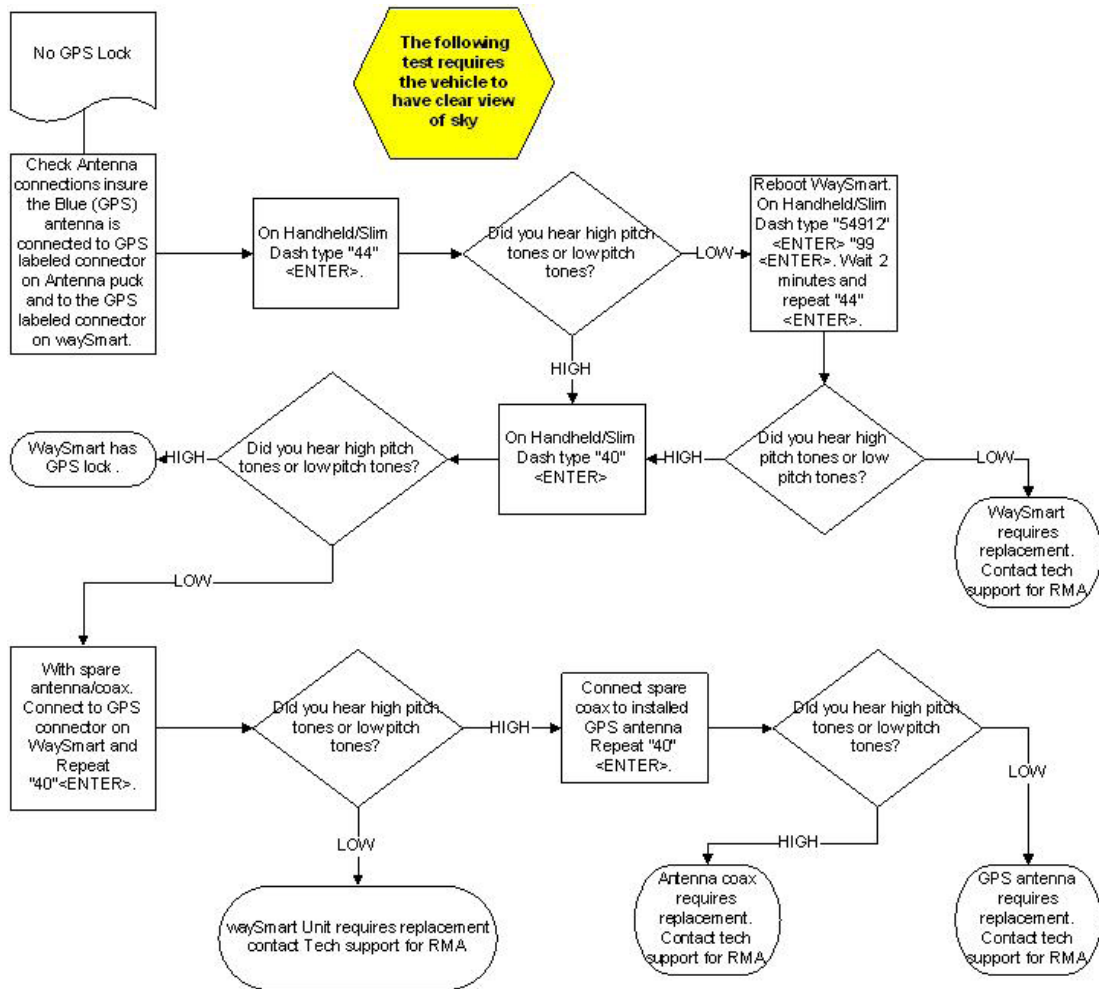 No GPS Lock
The following
test requires
the vehicle to
have clear view
of sky
Check Antenna
connections insure
the Blue (GPS)
antenna is
connected to GPS
labeled connector
on Antenna puck
and to the GPS
labeled connector
on waySmart.
On Handheld/Slim
Dash type "44"
<ENTER>.
Did you hear high pitch
tones or low pitch
tones?
LOW
Reboot WaySmart.
On Handheld/Slim
Dash type "54912"
<ENTER> "99
<ENTER>. Wait 2
minutes and
repeat "44"
<ENTER>.
HIGH
WaySmart has
GPS lock .
HIGH
Did you hear high pitch
tones or low pitch tones?
On Handheld/Slim
Dash type "40"
<ENTER>
HIGH
Did you hear high
pitch tones or low
pitch tones?
LOW
WaySmart
requires
replacement.
Contact tech
support for RMA
LOW
With spare
antenna/coax.
Connect to GPS
connector on
WaySmart and
Repeat
"40"<ENTER>.
Did you hear high pitch
tones or low pitch
tones?
HIGH
Connect spare
coax to installed
GPS antenna
Repeat "40"
<ENTER>.
Did you hear high pitch
tones or low pitch
tones?
LOW
LOW
HIGH
waySmart Unit requires replacement
contact Tech support for RMA
Antenna coax
requires
replacement.
Contact tech
support for RMA
GPS antenna
requires
replacement.
Contact tech
support for RMA